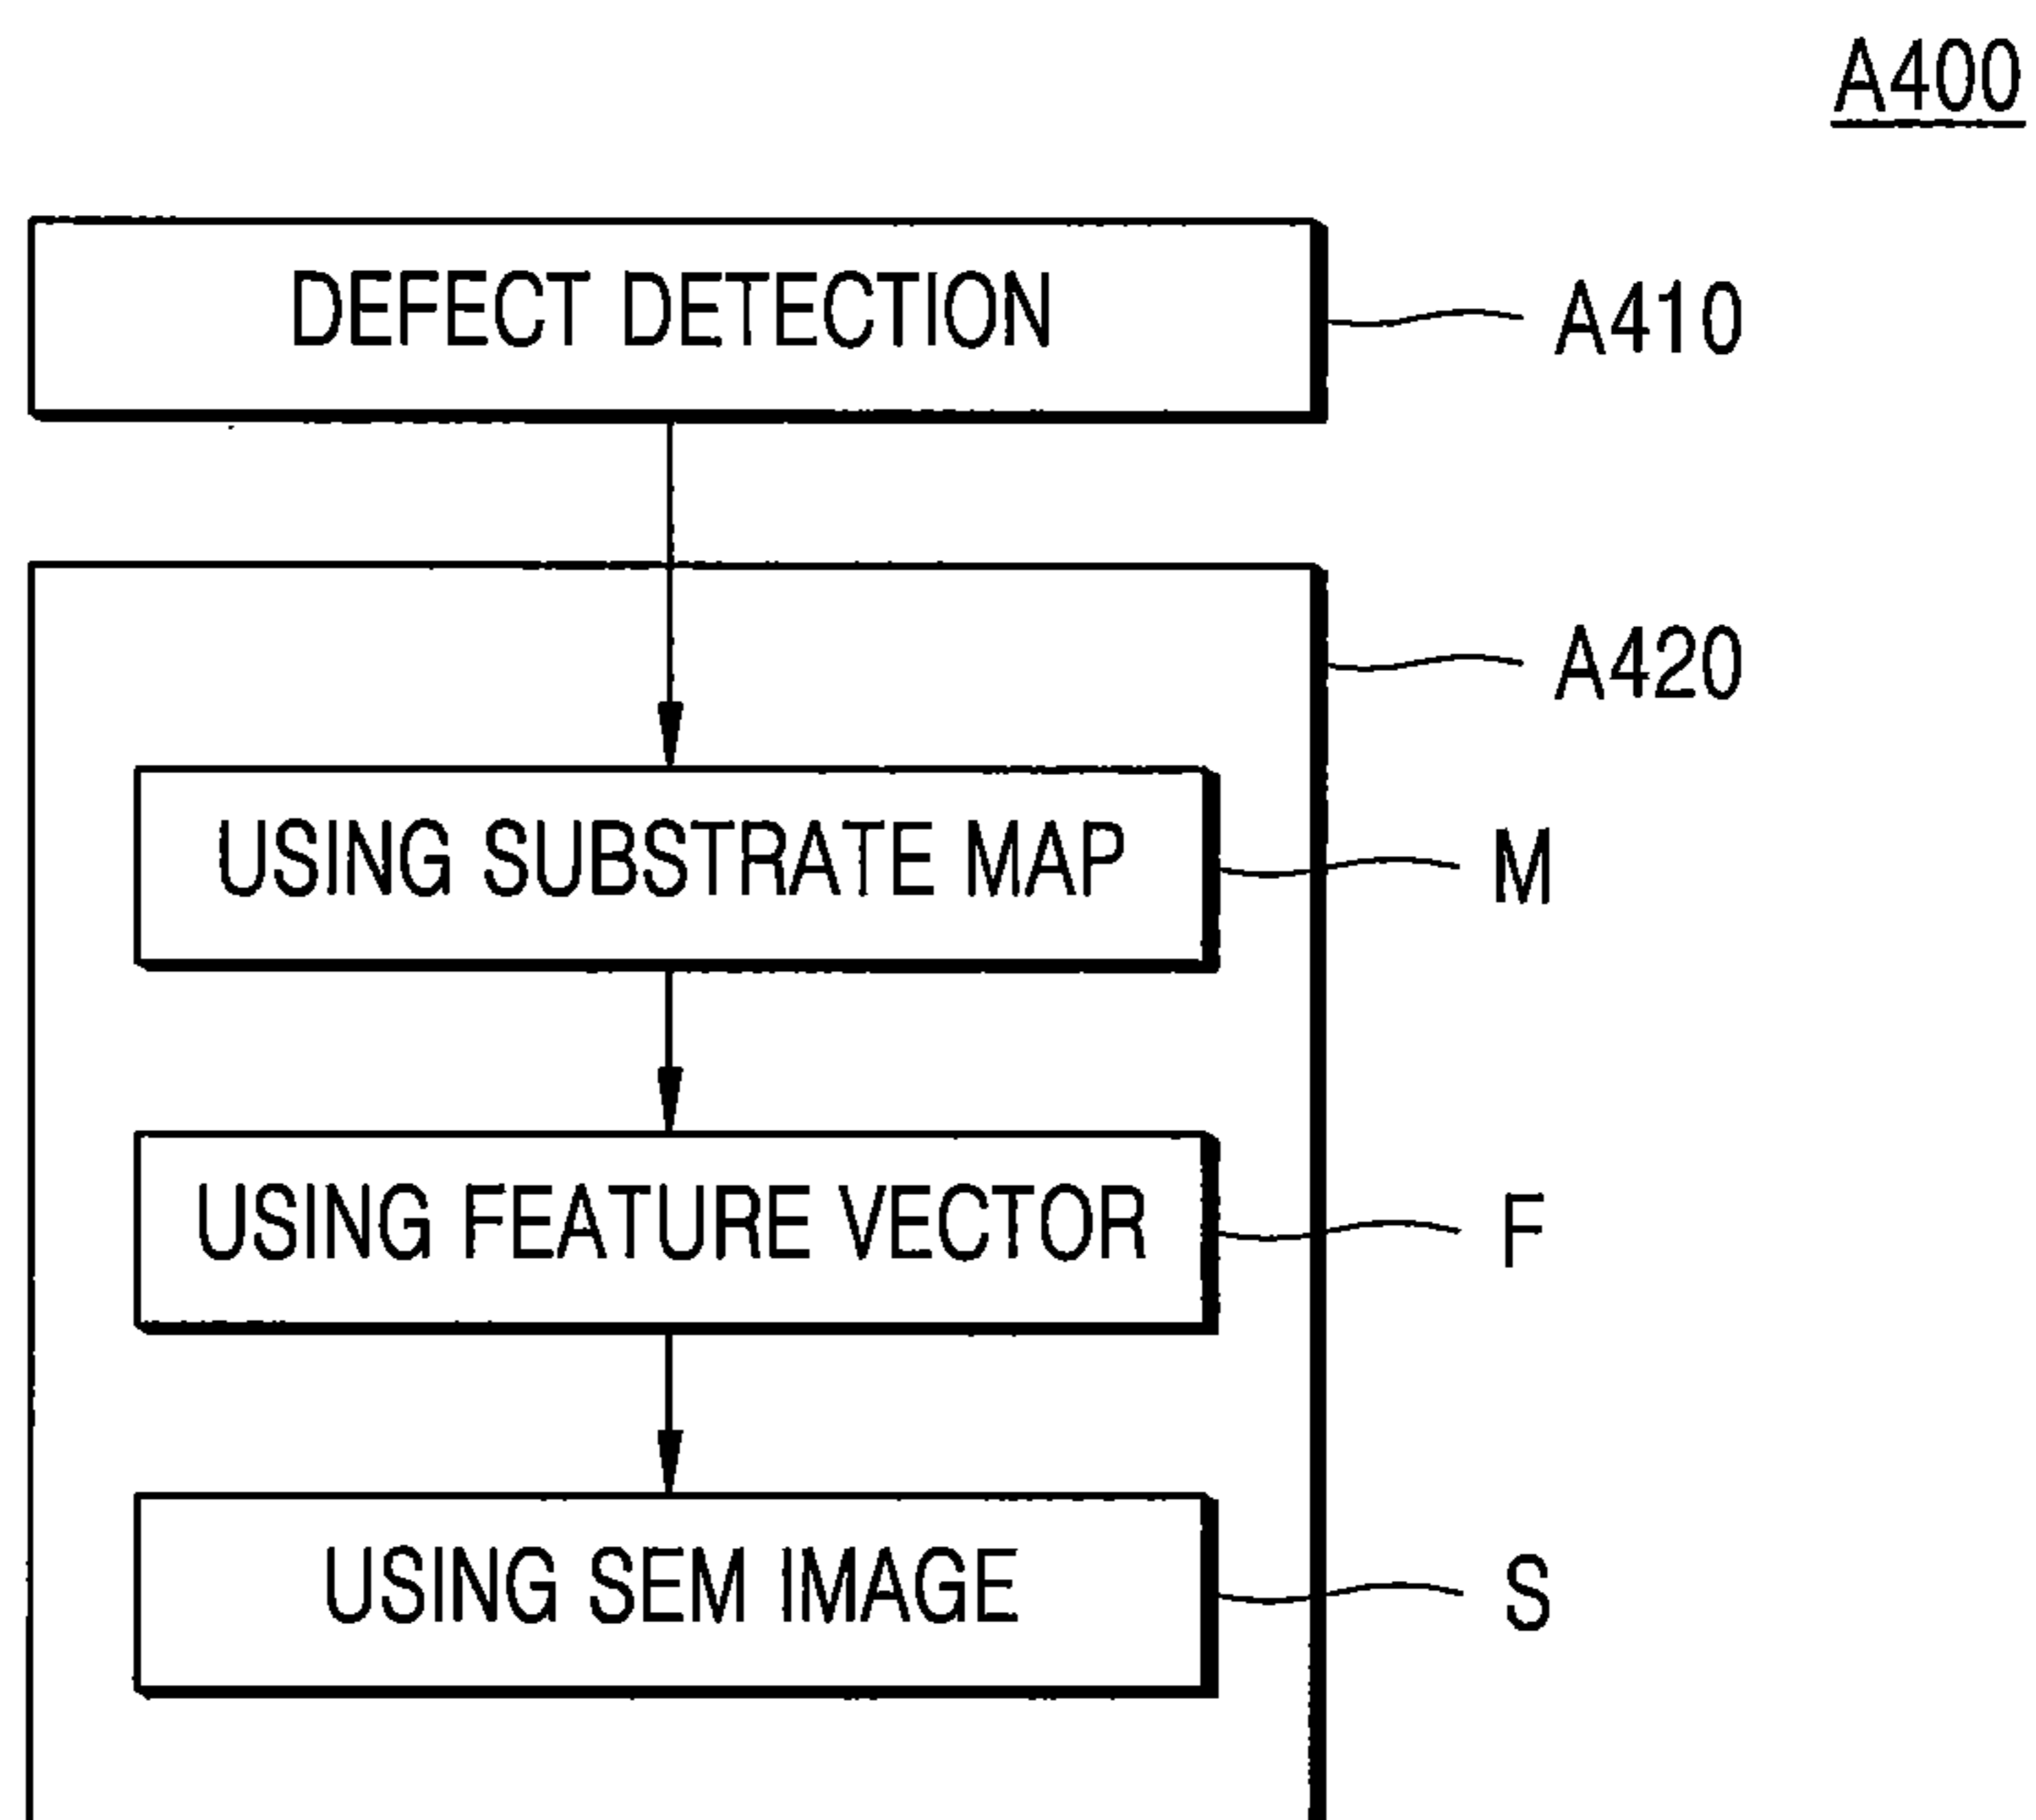 A400
DEFECT DETECTION
A410
A420
USING SUBSTRATE MAP
M
USING FEATURE VECTOR
F
USING SEM IMAGE
S